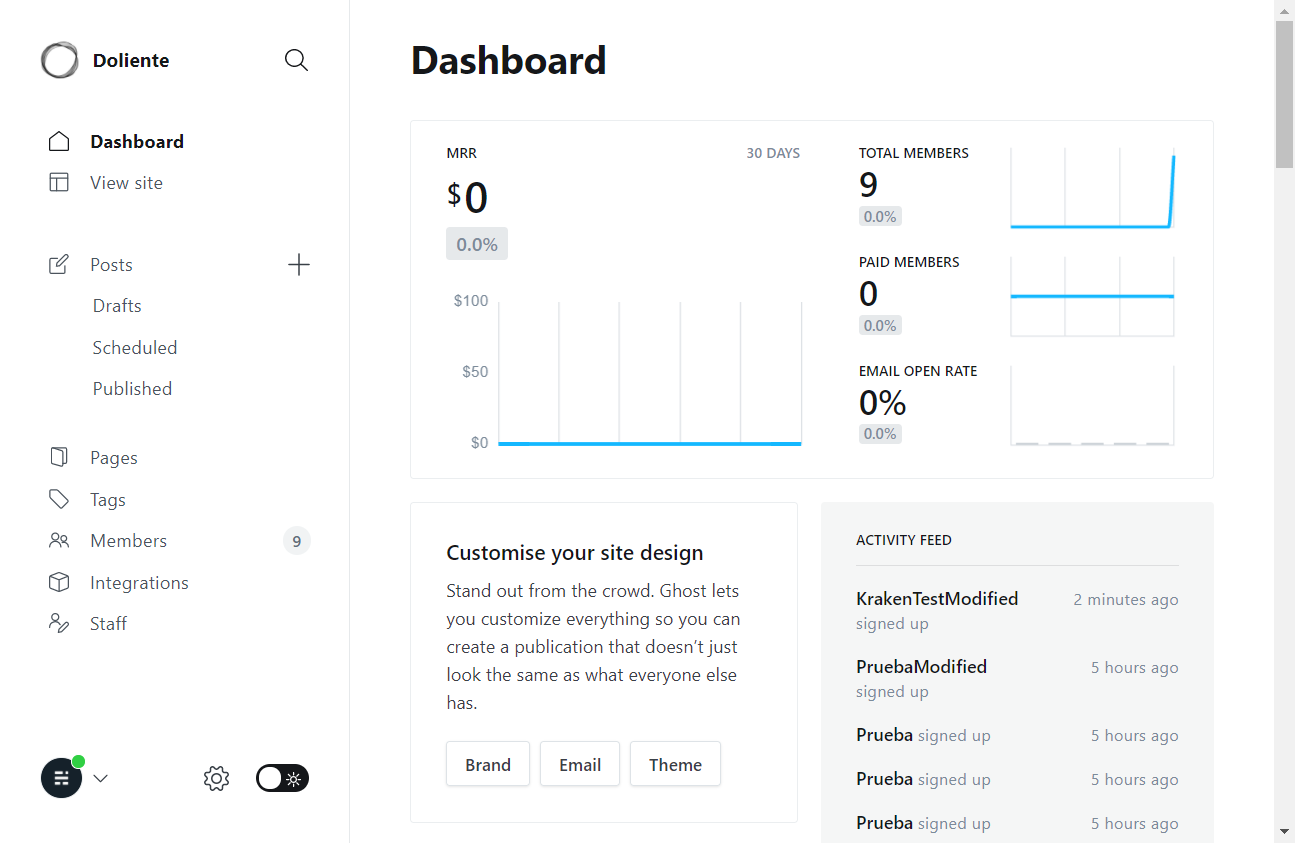 Doliente
Dashboard
View site
Posts
Drafts
Scheduled
Published
Pages
Tags
Members 9
Integrations
Staff
Dashboard
MRR 30 DAYS
$0
0.0%
$100
$50
$0
TOTAL MEMBERS
9
0.0%
PAID MEMBERS
0
0.0%
EMAIL OPEN RATE
0%
0.0%
Customise your site design
Stand out from the crowd. Ghost lets
you customize everything so you can
create a publication that doesn’t just
look the same as what everyone else
has.
Brand Email Theme
ACTIVITY FEED
KrakenTestModified 2 minutes ago
signed up
PruebaModified 5 hours ago
signed up
Prueba signed up 5 hours ago
Prueba signed up 5 hours ago
Prueba signed up 5 hours ago